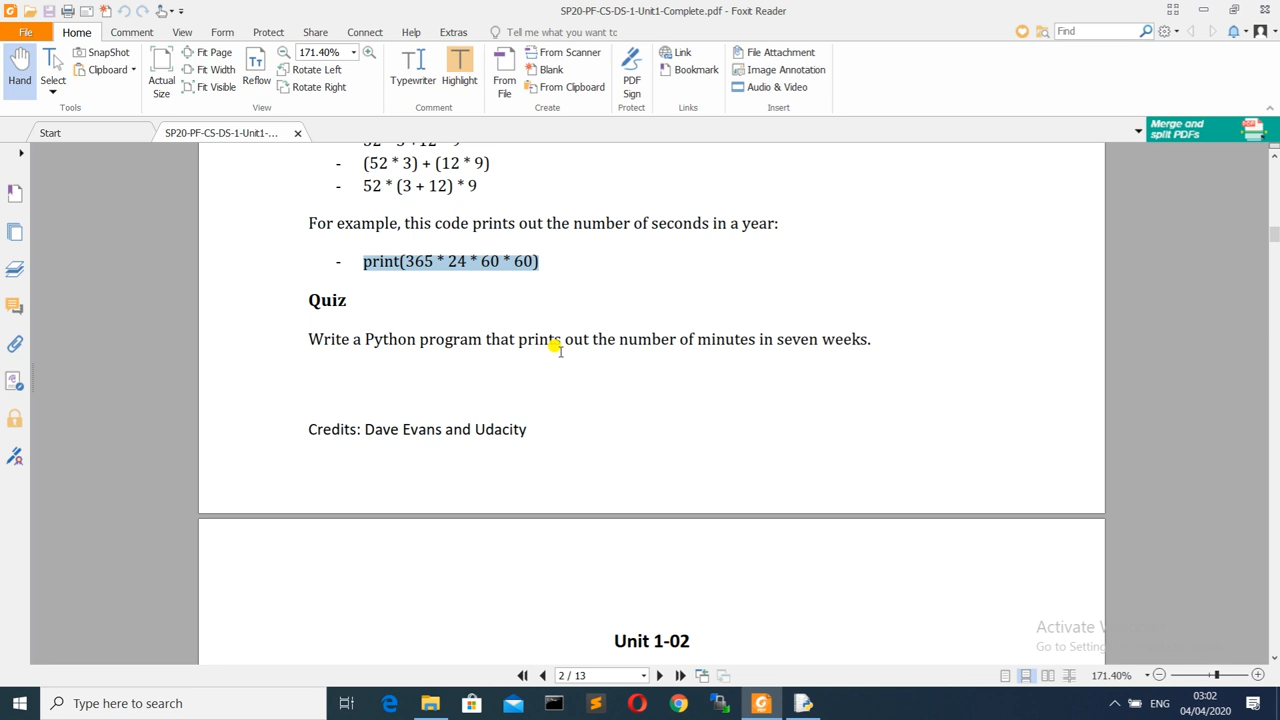 SP20-PF-CS-DS-1-Unit1-Complete.pdf - Foxit Reader
File Home Comment View Form Protect Share Connect Help Extras Tell me what you want tc Find
Hand
Select
SnapShot
Clipboard
Tools
Actual Size
Fit Page
Fit Width
Fit Visible
Reflow
171.40%
Rotate Left
Rotate Right
View
Typewriter
Highlight
Comment
From File
From Scanner
Blank
From Clipboard
Create
PDF Sign
Protect
Link
Bookmark
Links
File Attachment
Image Annotation
Audio & Video
Insert
Start
SP20-PF-CS-DS-1-Unit1-...
Merge and
split PDFs
- (52 * 3) + (12 * 9)
- 52 * (3 + 12) * 9
For example, this code prints out the number of seconds in a year:
- print(365 * 24 * 60 * 60)
Quiz
Write a Python program that prints out the number of minutes in seven weeks.
Credits: Dave Evans and Udacity
Unit 1-02
Activate
Go to Setting
2 / 13
171.40%
Type here to search
ENG
03:02
04/04/2020